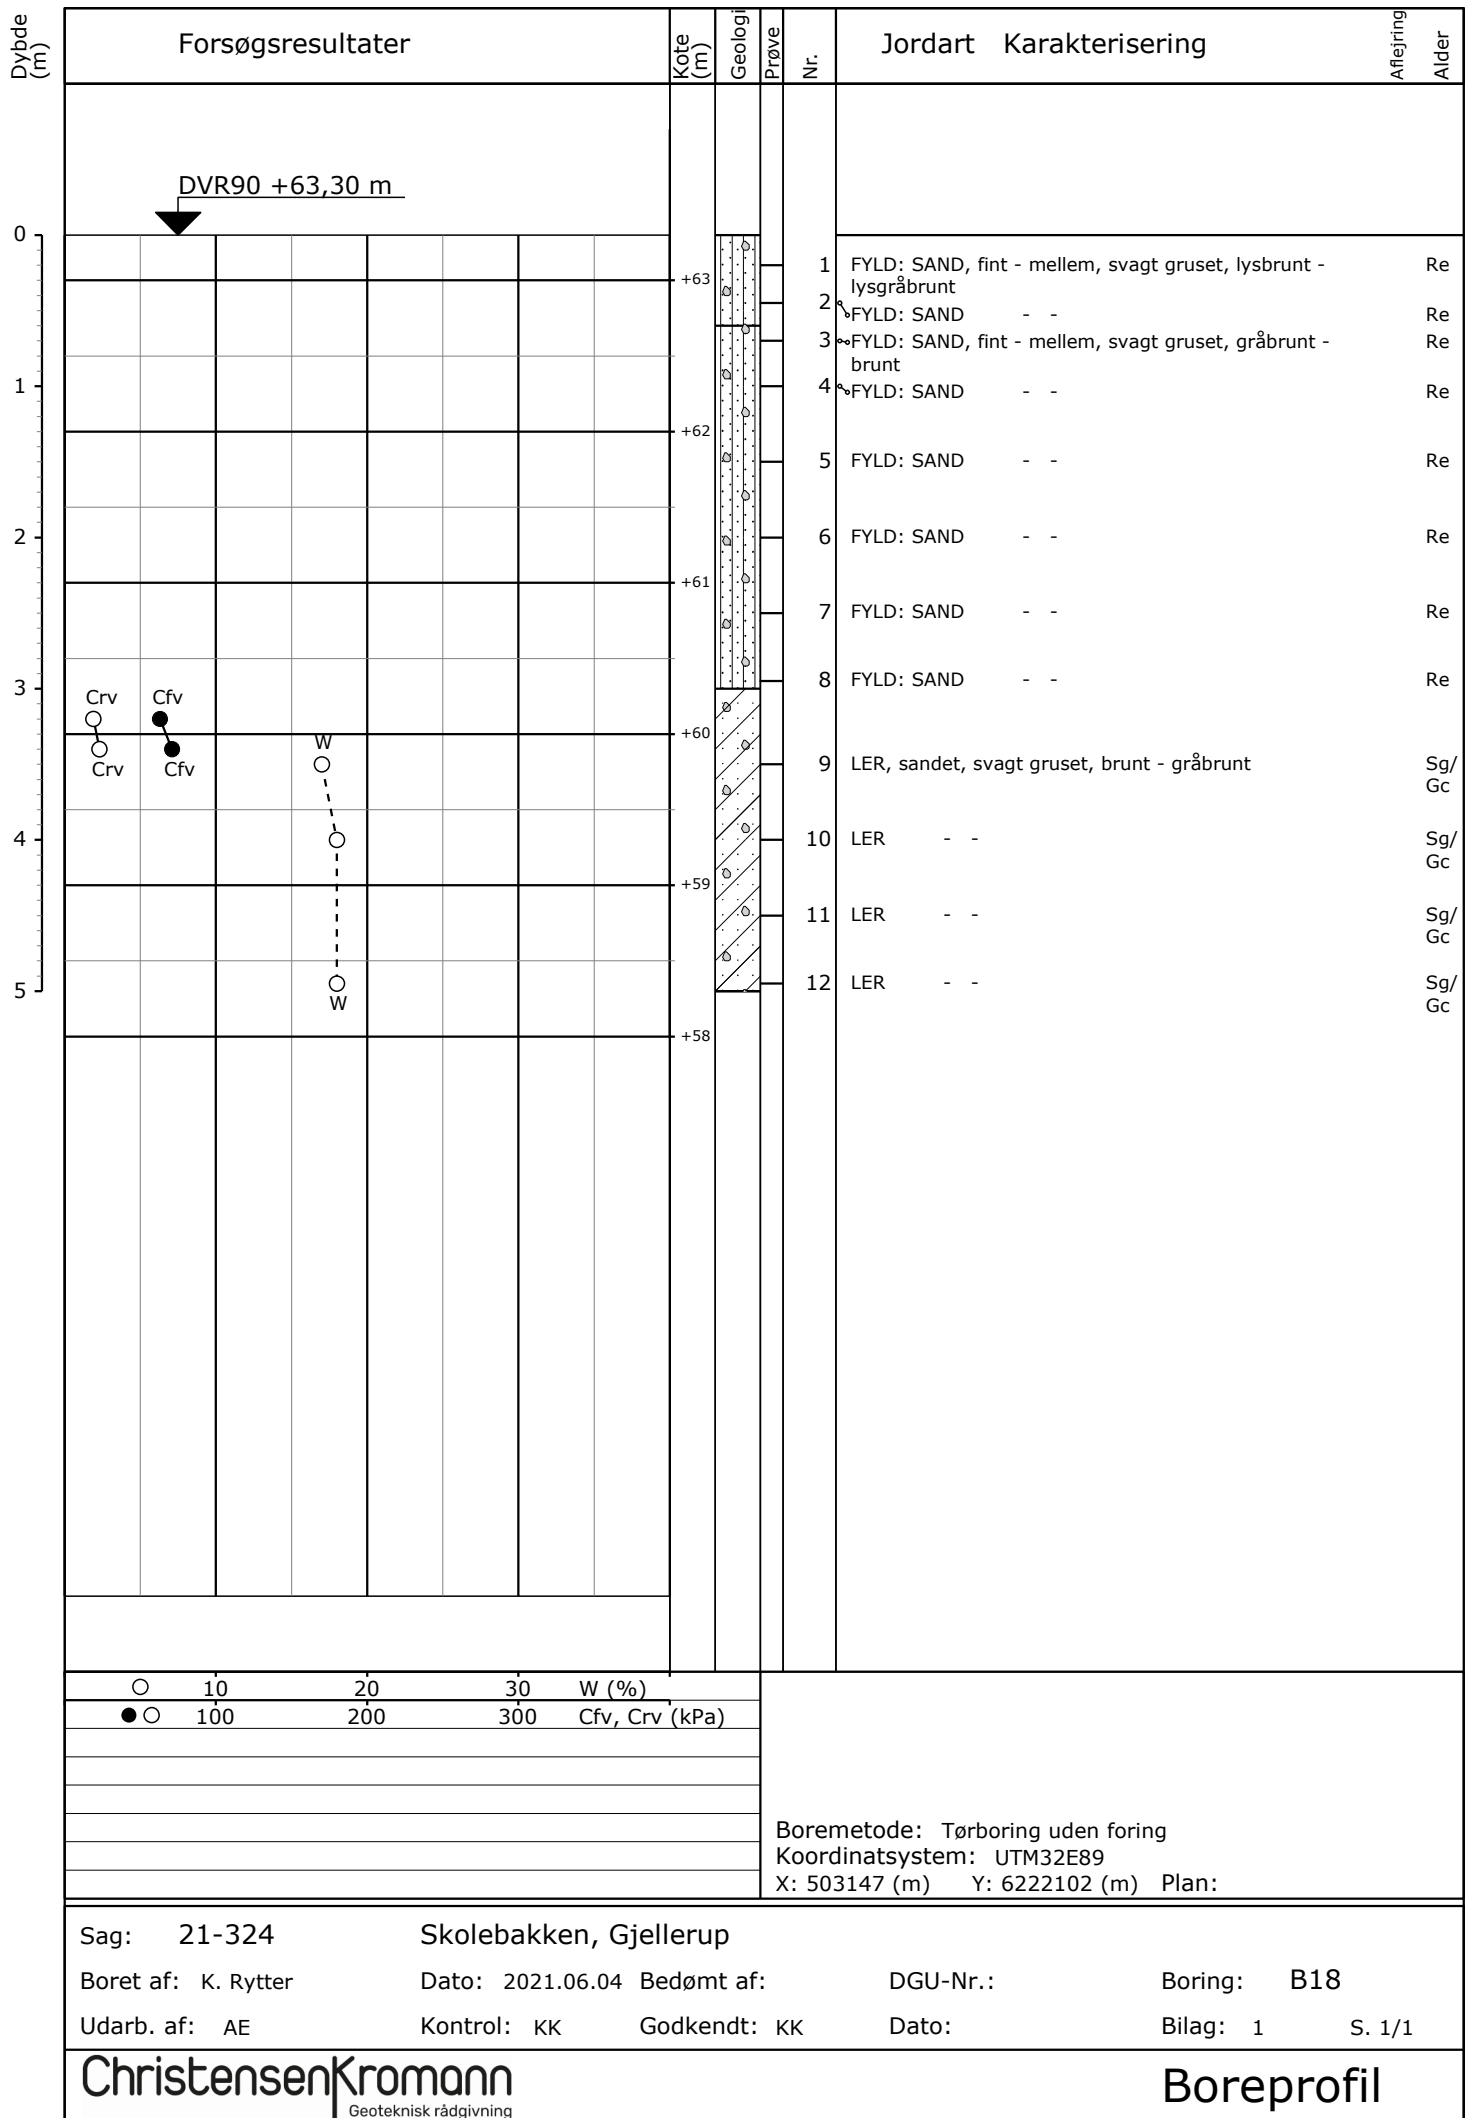 Dybde (m)
Forsøgsresultater
Kote (m)
Geologi
Prøve
Nr.
Jordart Karakterisering
Aflejring
Alder
DVR90 +63,30 m
0
1 FYLD: SAND, fint - mellem, svagt gruset, lysbrunt - Re
+63
lysgråbrunt
2 FYLD: SAND - - Re
3 FYLD: SAND, fint - mellem, svagt gruset, gråbrunt - Re
brunt
1
4 FYLD: SAND - - Re
+62
5 FYLD: SAND - - Re
2
6 FYLD: SAND - - Re
+61
7 FYLD: SAND - - Re
3
8 FYLD: SAND - - Re
Crv Cfv
+60
W
Crv Cfv
9 LER, sandet, svagt gruset, brunt - gråbrunt Sg/
Gc
4
10 LER - - Sg/
Gc
+59
11 LER - - Sg/
Gc
5
12 LER - - Sg/
Gc
W
+58
10 20 30 W (%)
100 200 300 Cfv, Crv (kPa)
Boremetode: Tørboring uden foring
Koordinatsystem: UTM32E89
X: 503147 (m) Y: 6222102 (m) Plan:
Sag: 21-324 Skolebakken, Gjellerup
Boret af: K. Rytter Dato: 2021.06.04 Bedømt af: DGU-Nr.: Boring: B18
Udarb. af: AE Kontrol: KK Godkendt: KK Dato: Bilag: 1 S. 1/1
ChristensenKromann
Geoteknisk rådgivning
Boreprofil